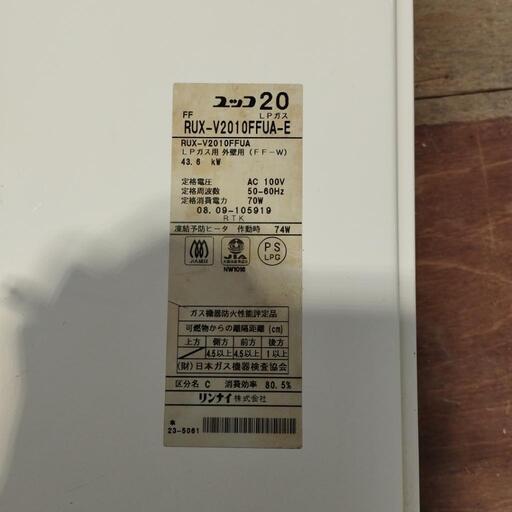 ユッコ20
FF LPガス
RUX-V2010FFUA-E
RUX-V2010FFUA
LPガス用 外壁用 (FF-W)
43.6 kW
定格電圧 AC 100V
定格周波数 50-60Hz
定格消費電力 70W
08.09-105919
RTK
凍結予防ヒータ 作動時 74W
JIA認証
JIA
NW1016
PS
LPG
ガス機器防火性能評定品
可燃物からの離隔距離(cm)
上方 側方 前方 後方
4.5以上 4.5以上 1以上
(財)日本ガス機器検査協会
区分名 C 消費効率 80.5%
リンナイ株式会社
*
23-5061